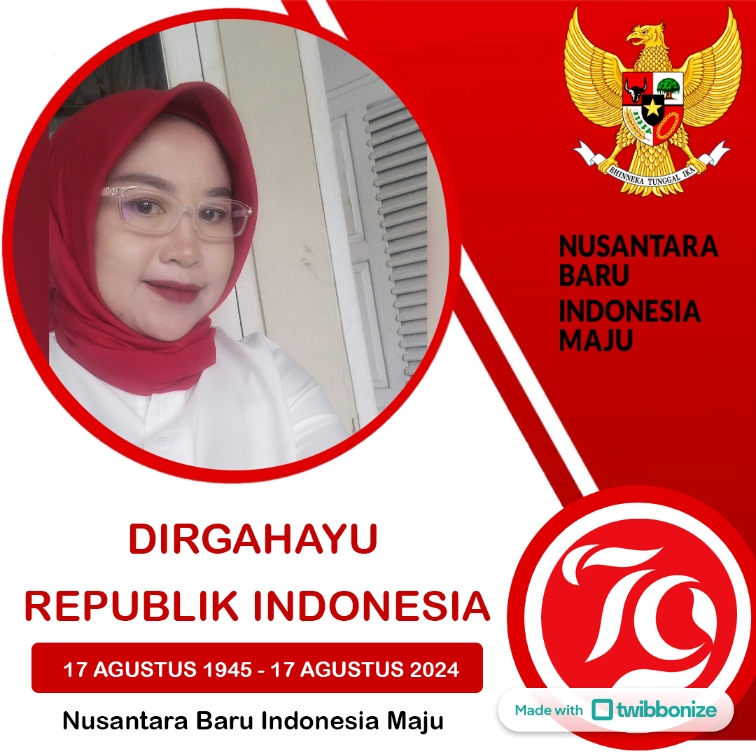 BHINNEKA TUNGGAL IKA
NUSANTARA
BARU
INDONESIA
MAJU
DIRGAHAYU
REPUBLIK INDONESIA
17 AGUSTUS 1945 - 17 AGUSTUS 2024
Nusantara Baru Indonesia Maju
79
Made with twibbonize